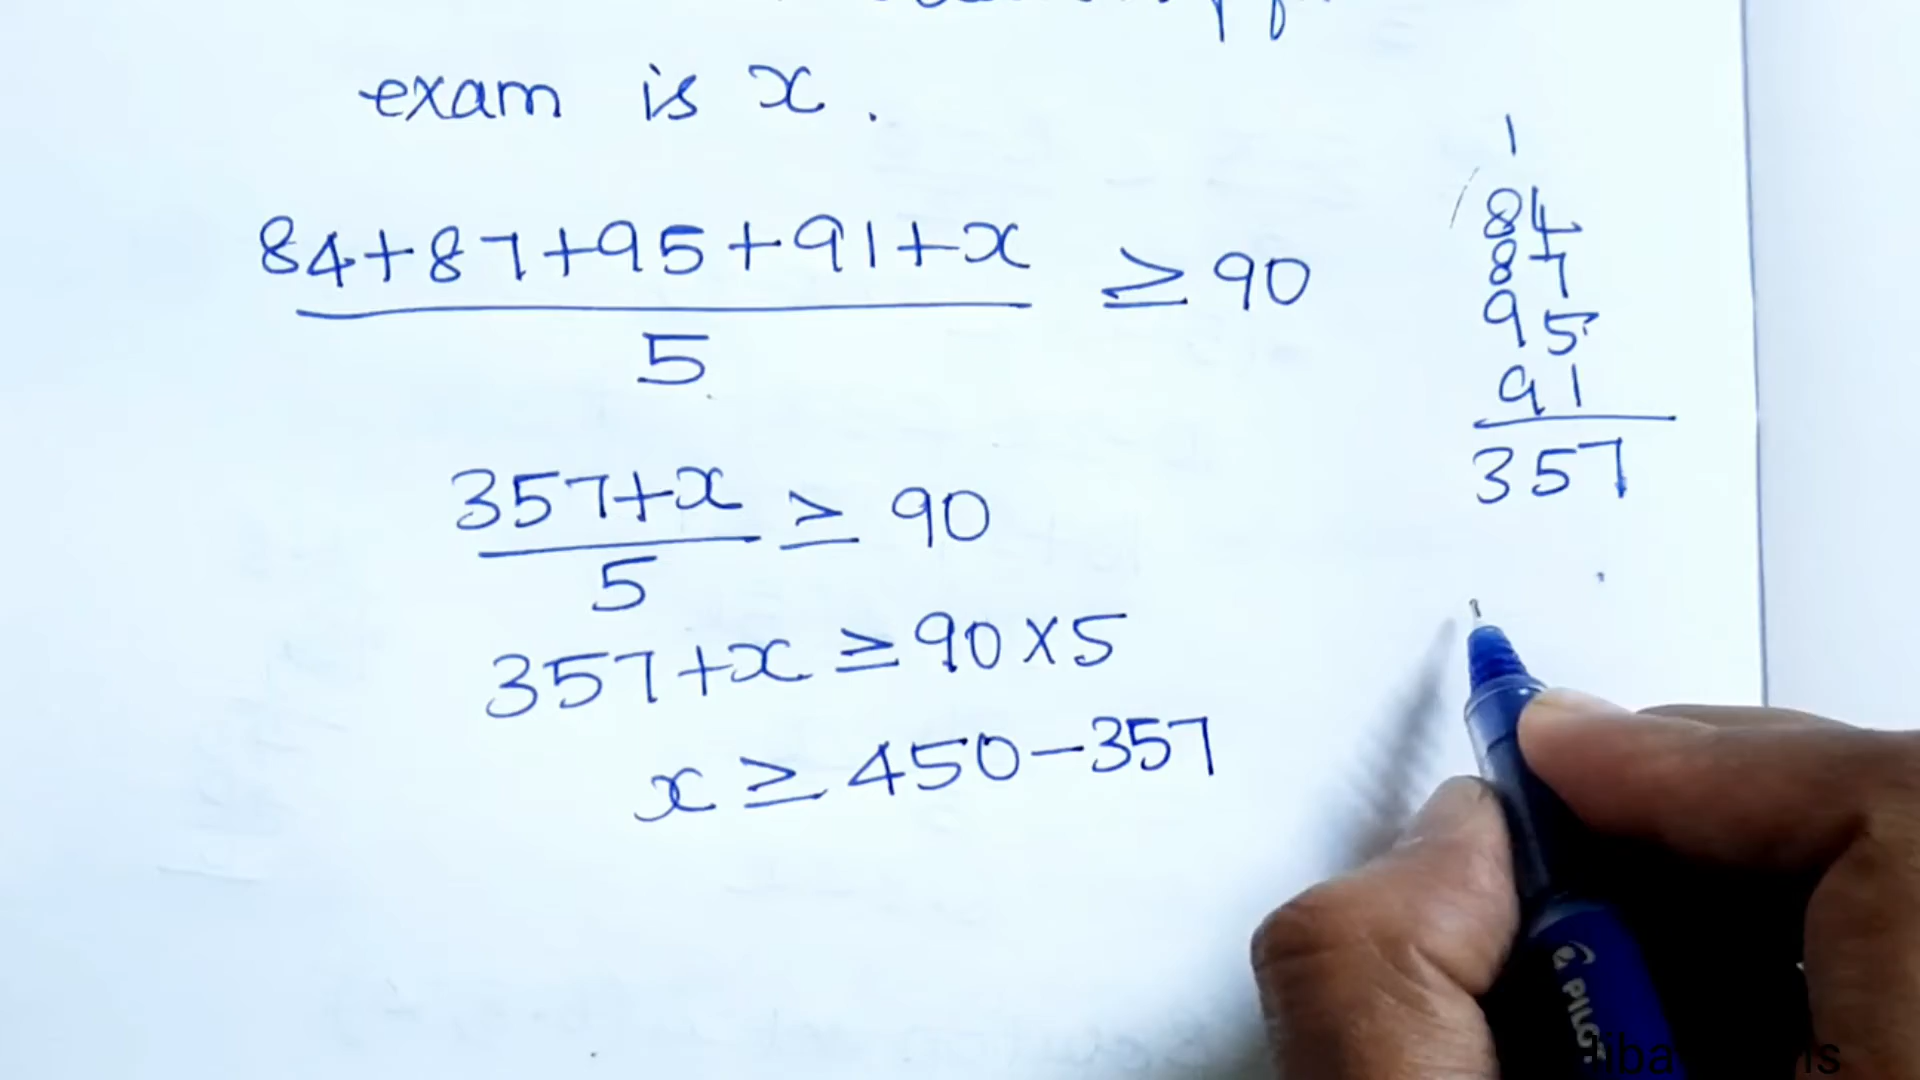 exam is x.
84+87+95+91+x
≥ 90
5
357+x
≥ 90
5
357+x ≥ 90×5
x ≥ 450-357
1
84
87
95
91
357
PILOT